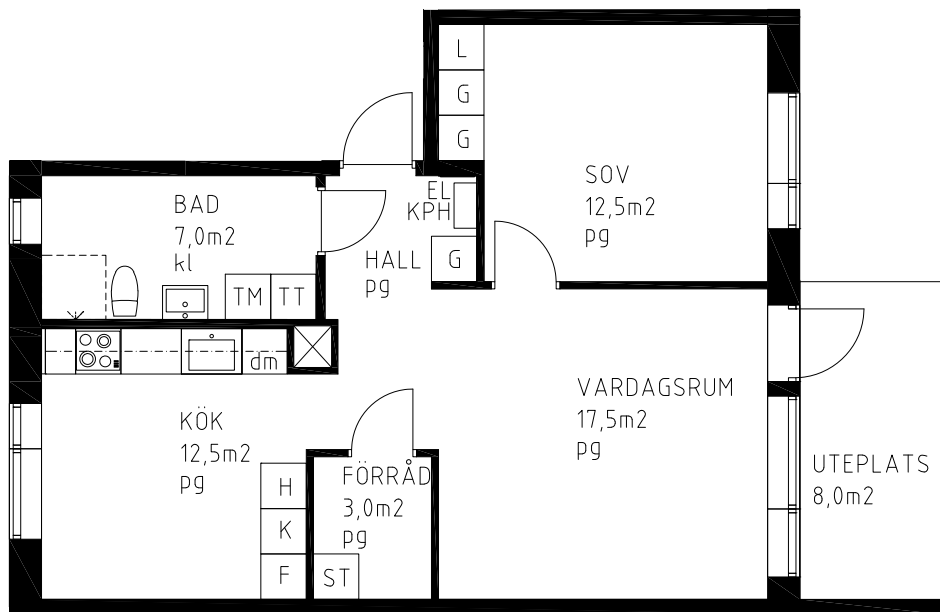 L
G
G
SOV
12,5m2
pg
BAD
7,0m2
kl
EL
KPH
HALL
pg
G
TM
TT
dm
KÖK
12,5m2
pg
H
K
F
FÖRRÅD
3,0m2
pg
ST
VARDAGSRUM
17,5m2
pg
UTEPLATS
8,0m2